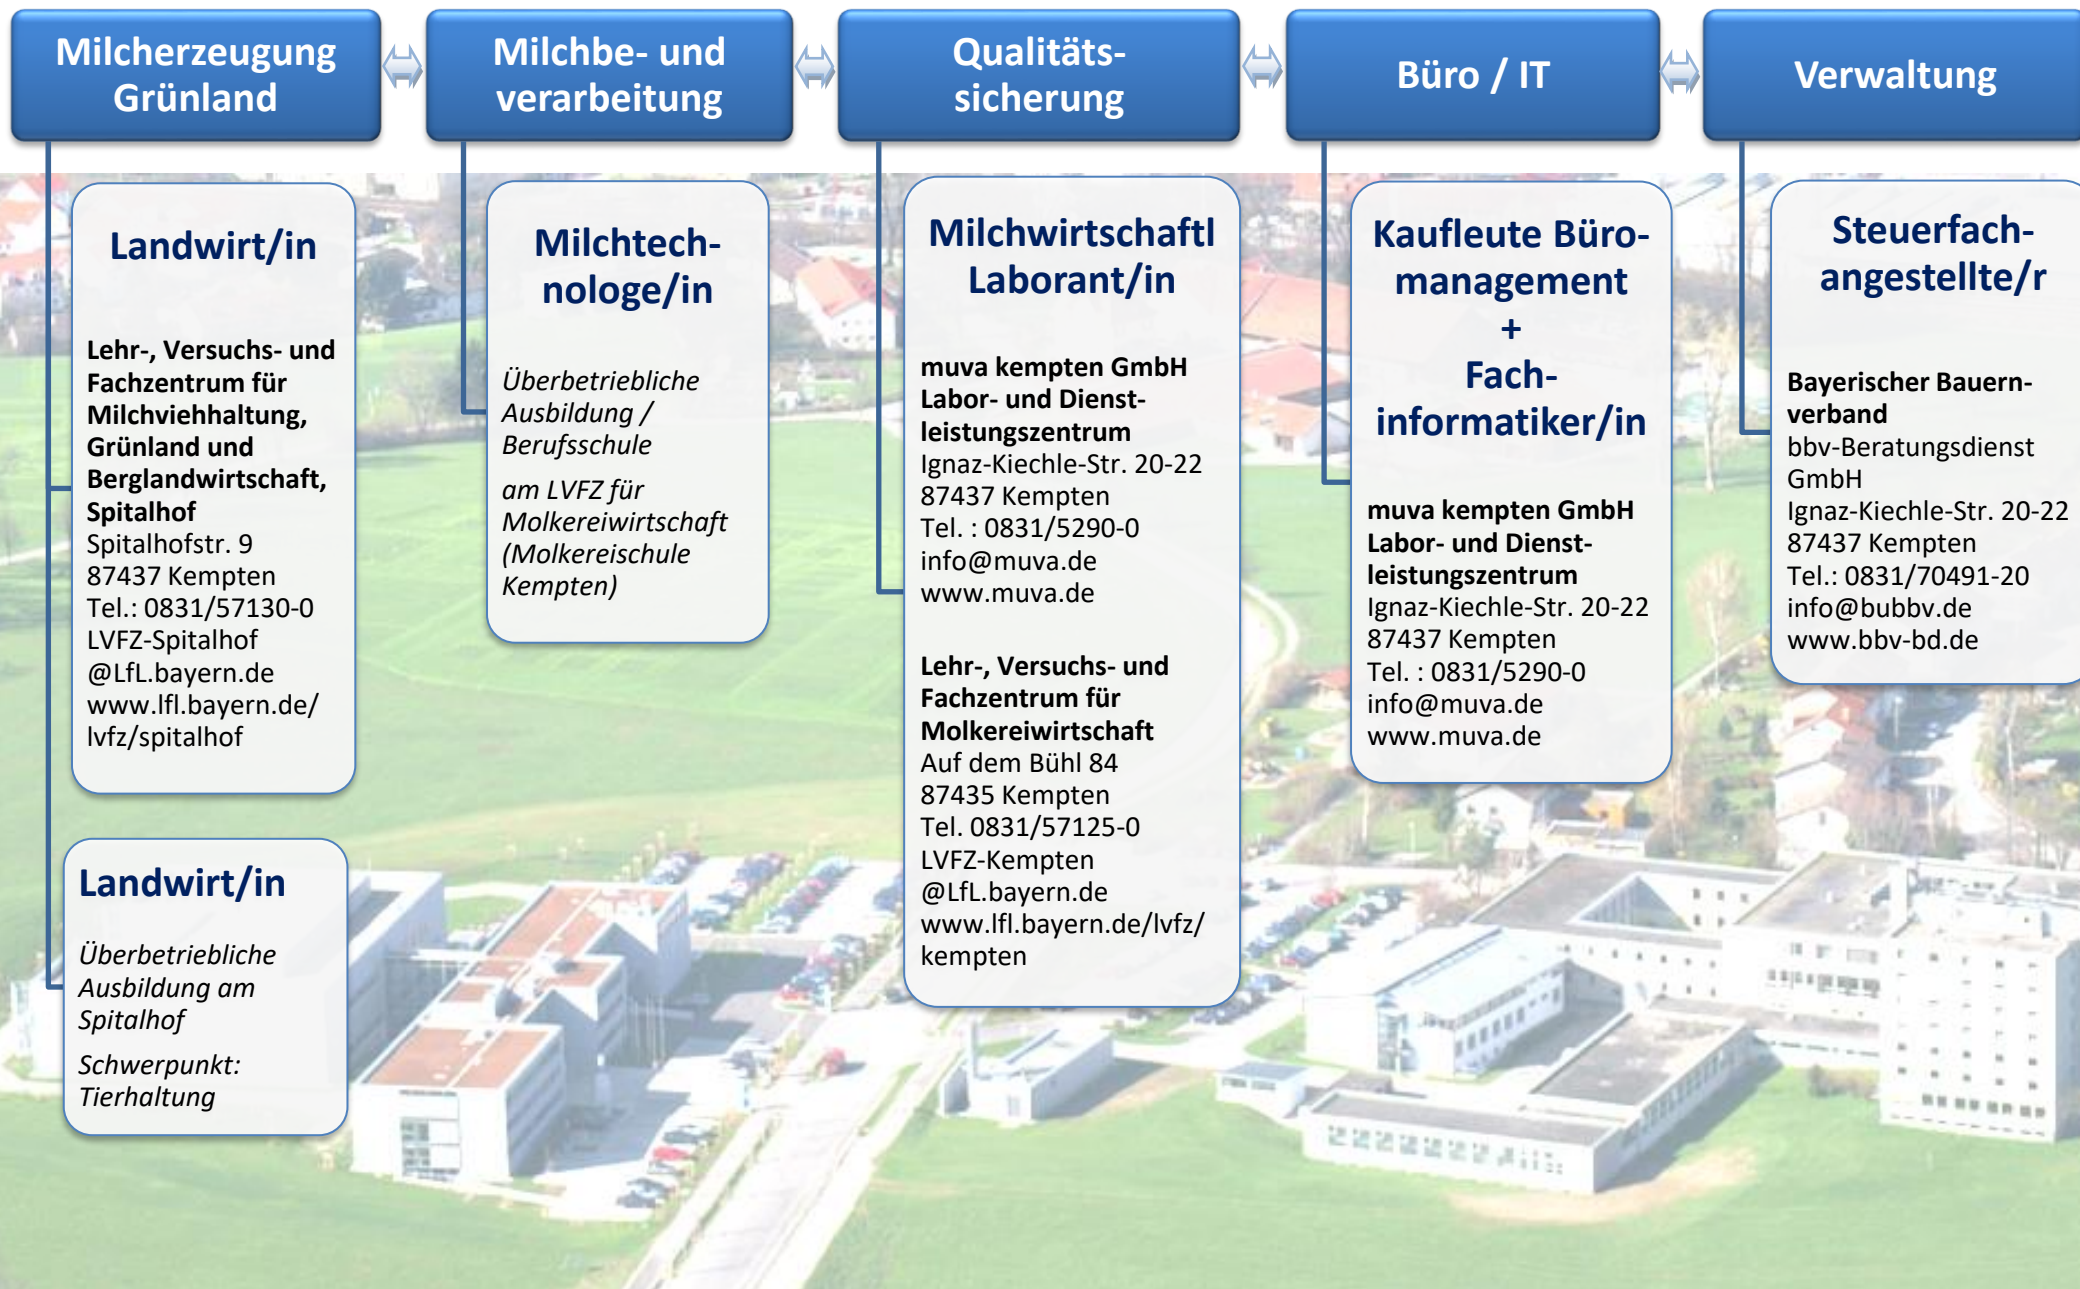 Milcherzeugung
Grünland
Milchbe- und
verarbeitung
Qualitäts-
sicherung
Büro / IT
Verwaltung
Landwirt/in
Lehr-, Versuchs- und
Fachzentrum für
Milchviehhaltung,
Grünland und
Berglandwirtschaft,
Spitalhof
Spitalhofstr. 9
87437 Kempten
Tel.: 0831/57130-0
LVFZ-Spitalhof
@LfL.bayern.de
www.lfl.bayern.de/
lvfz/spitalhof
Landwirt/in
Überbetriebliche
Ausbildung am
Spitalhof
Schwerpunkt:
Tierhaltung
Milchtech-
nologe/in
Überbetriebliche
Ausbildung /
Berufsschule
am LVFZ für
Molkereiwirtschaft
(Molkereischule
Kempten)
Milchwirtschaftl
Laborant/in
muva kempten GmbH
Labor- und Dienst-
leistungszentrum
Ignaz-Kiechle-Str. 20-22
87437 Kempten
Tel. : 0831/5290-0
info@muva.de
www.muva.de
Lehr-, Versuchs- und
Fachzentrum für
Molkereiwirtschaft
Auf dem Bühl 84
87435 Kempten
Tel. 0831/57125-0
LVFZ-Kempten
@LfL.bayern.de
www.lfl.bayern.de/lvfz/
kempten
Kaufleute Büro-
management
+
Fach-
informatiker/in
muva kempten GmbH
Labor- und Dienst-
leistungszentrum
Ignaz-Kiechle-Str. 20-22
87437 Kempten
Tel. : 0831/5290-0
info@muva.de
www.muva.de
Steuerfach-
angestellte/r
Bayerischer Bauern-
verband
bbv-Beratungsdienst
GmbH
Ignaz-Kiechle-Str. 20-22
87437 Kempten
Tel.: 0831/70491-20
info@bubbv.de
www.bbv-bd.de